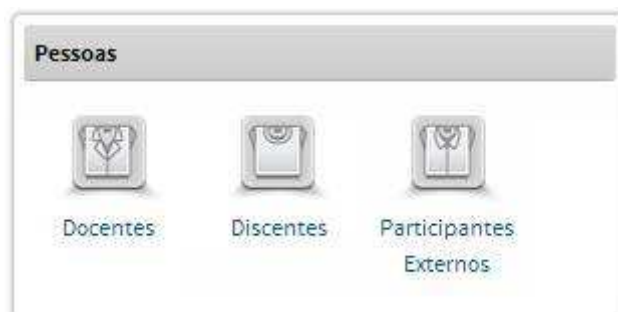 Pessoas
Docentes
Discentes
Participantes
Externos